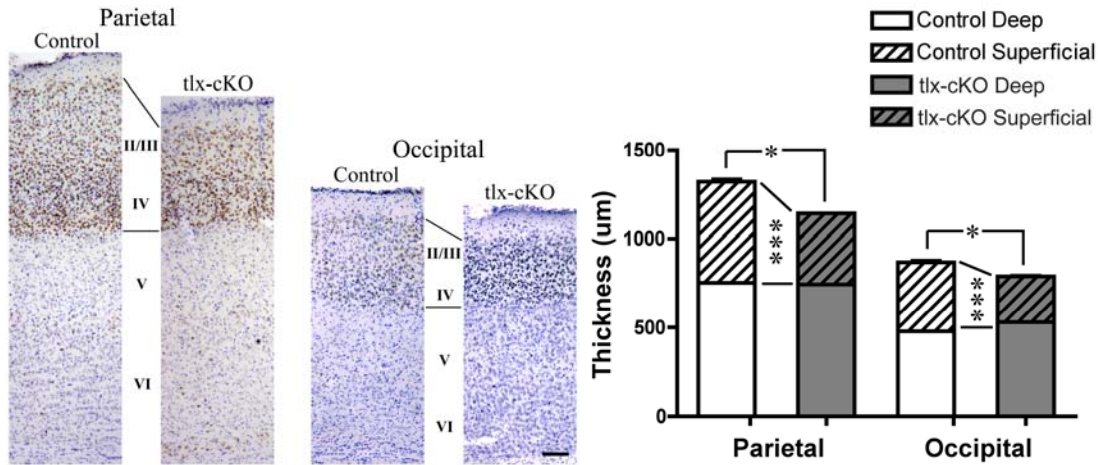 Parietal
Control
tlx-cKO
II/III
IV
V
VI
Occipital
Control
tlx-cKO
II/III
IV
V
VI
Control Deep
Control Superficial
tlx-cKO Deep
tlx-cKO Superficial
Thickness (um)
1500
1000
500
0
*
***
*
***
Parietal
Occipital